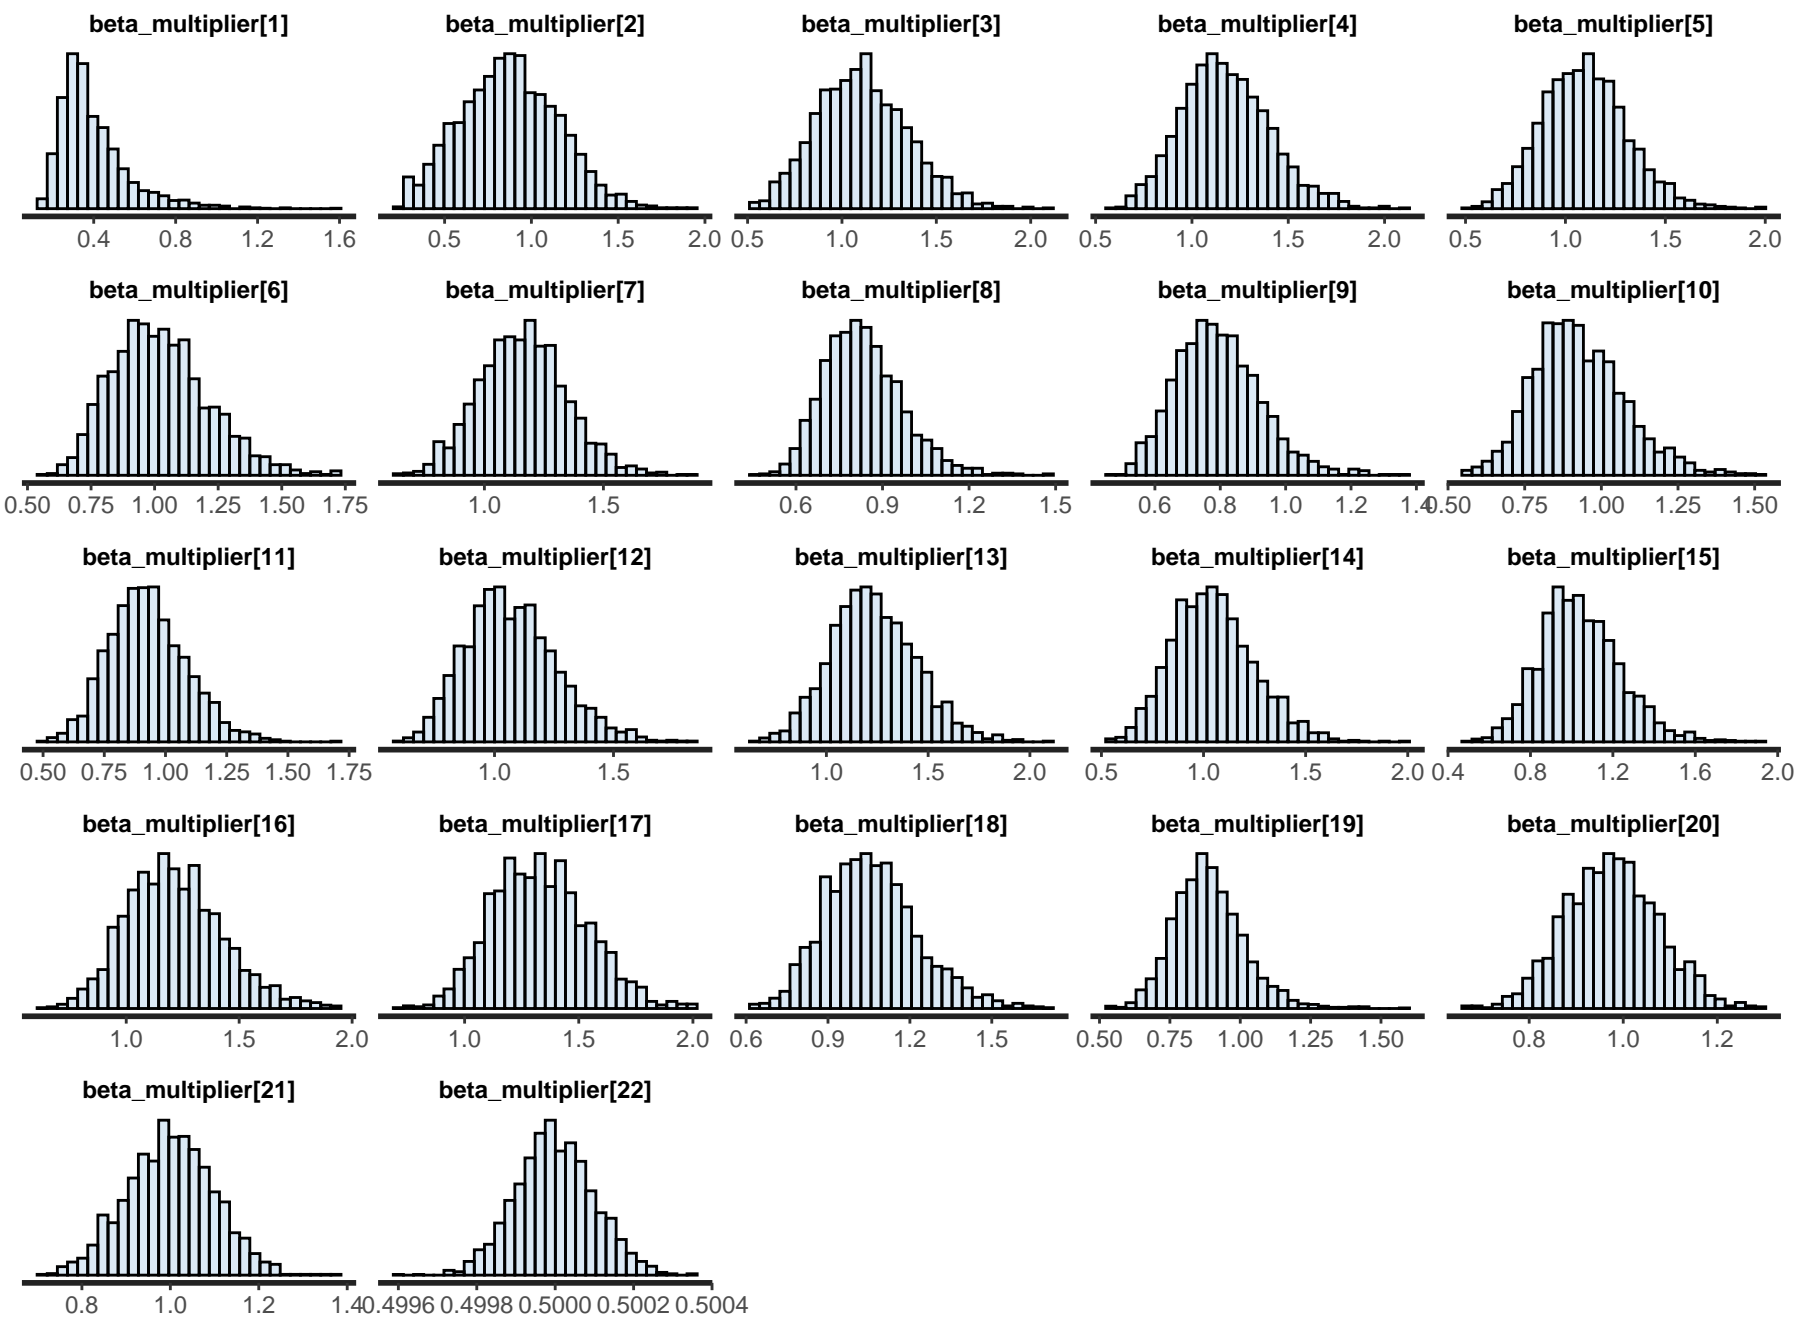 beta_multiplier[1] beta_multiplier[2] beta_multiplier[3] beta_multiplier[4] beta_multiplier[5]
0.4 0.8 1.2 1.6 0.5 1.0 1.5 2.0 0.5 1.0 1.5 2.0 0.5 1.0 1.5 2.0 0.5 1.0 1.5 2.0
beta_multiplier[6] beta_multiplier[7] beta_multiplier[8] beta_multiplier[9] beta_multiplier[10]
0.50 0.75 1.00 1.25 1.50 1.75 1.0 1.5 0.6 0.9 1.2 1.5 0.6 0.8 1.0 1.2 1.4 0.50 0.75 1.00 1.25 1.50
beta_multiplier[11] beta_multiplier[12] beta_multiplier[13] beta_multiplier[14] beta_multiplier[15]
0.50 0.75 1.00 1.25 1.50 1.75 1.0 1.5 1.0 1.5 2.0 0.5 1.0 1.5 2.0 0.4 0.8 1.2 1.6 2.0
beta_multiplier[16] beta_multiplier[17] beta_multiplier[18] beta_multiplier[19] beta_multiplier[20]
1.0 1.5 2.0 1.0 1.5 2.0 0.6 0.9 1.2 1.5 0.50 0.75 1.00 1.25 1.50 0.8 1.0 1.2
beta_multiplier[21] beta_multiplier[22]
0.8 1.0 1.2 1.4 0.4996 0.4998 0.5000 0.5002 0.5004